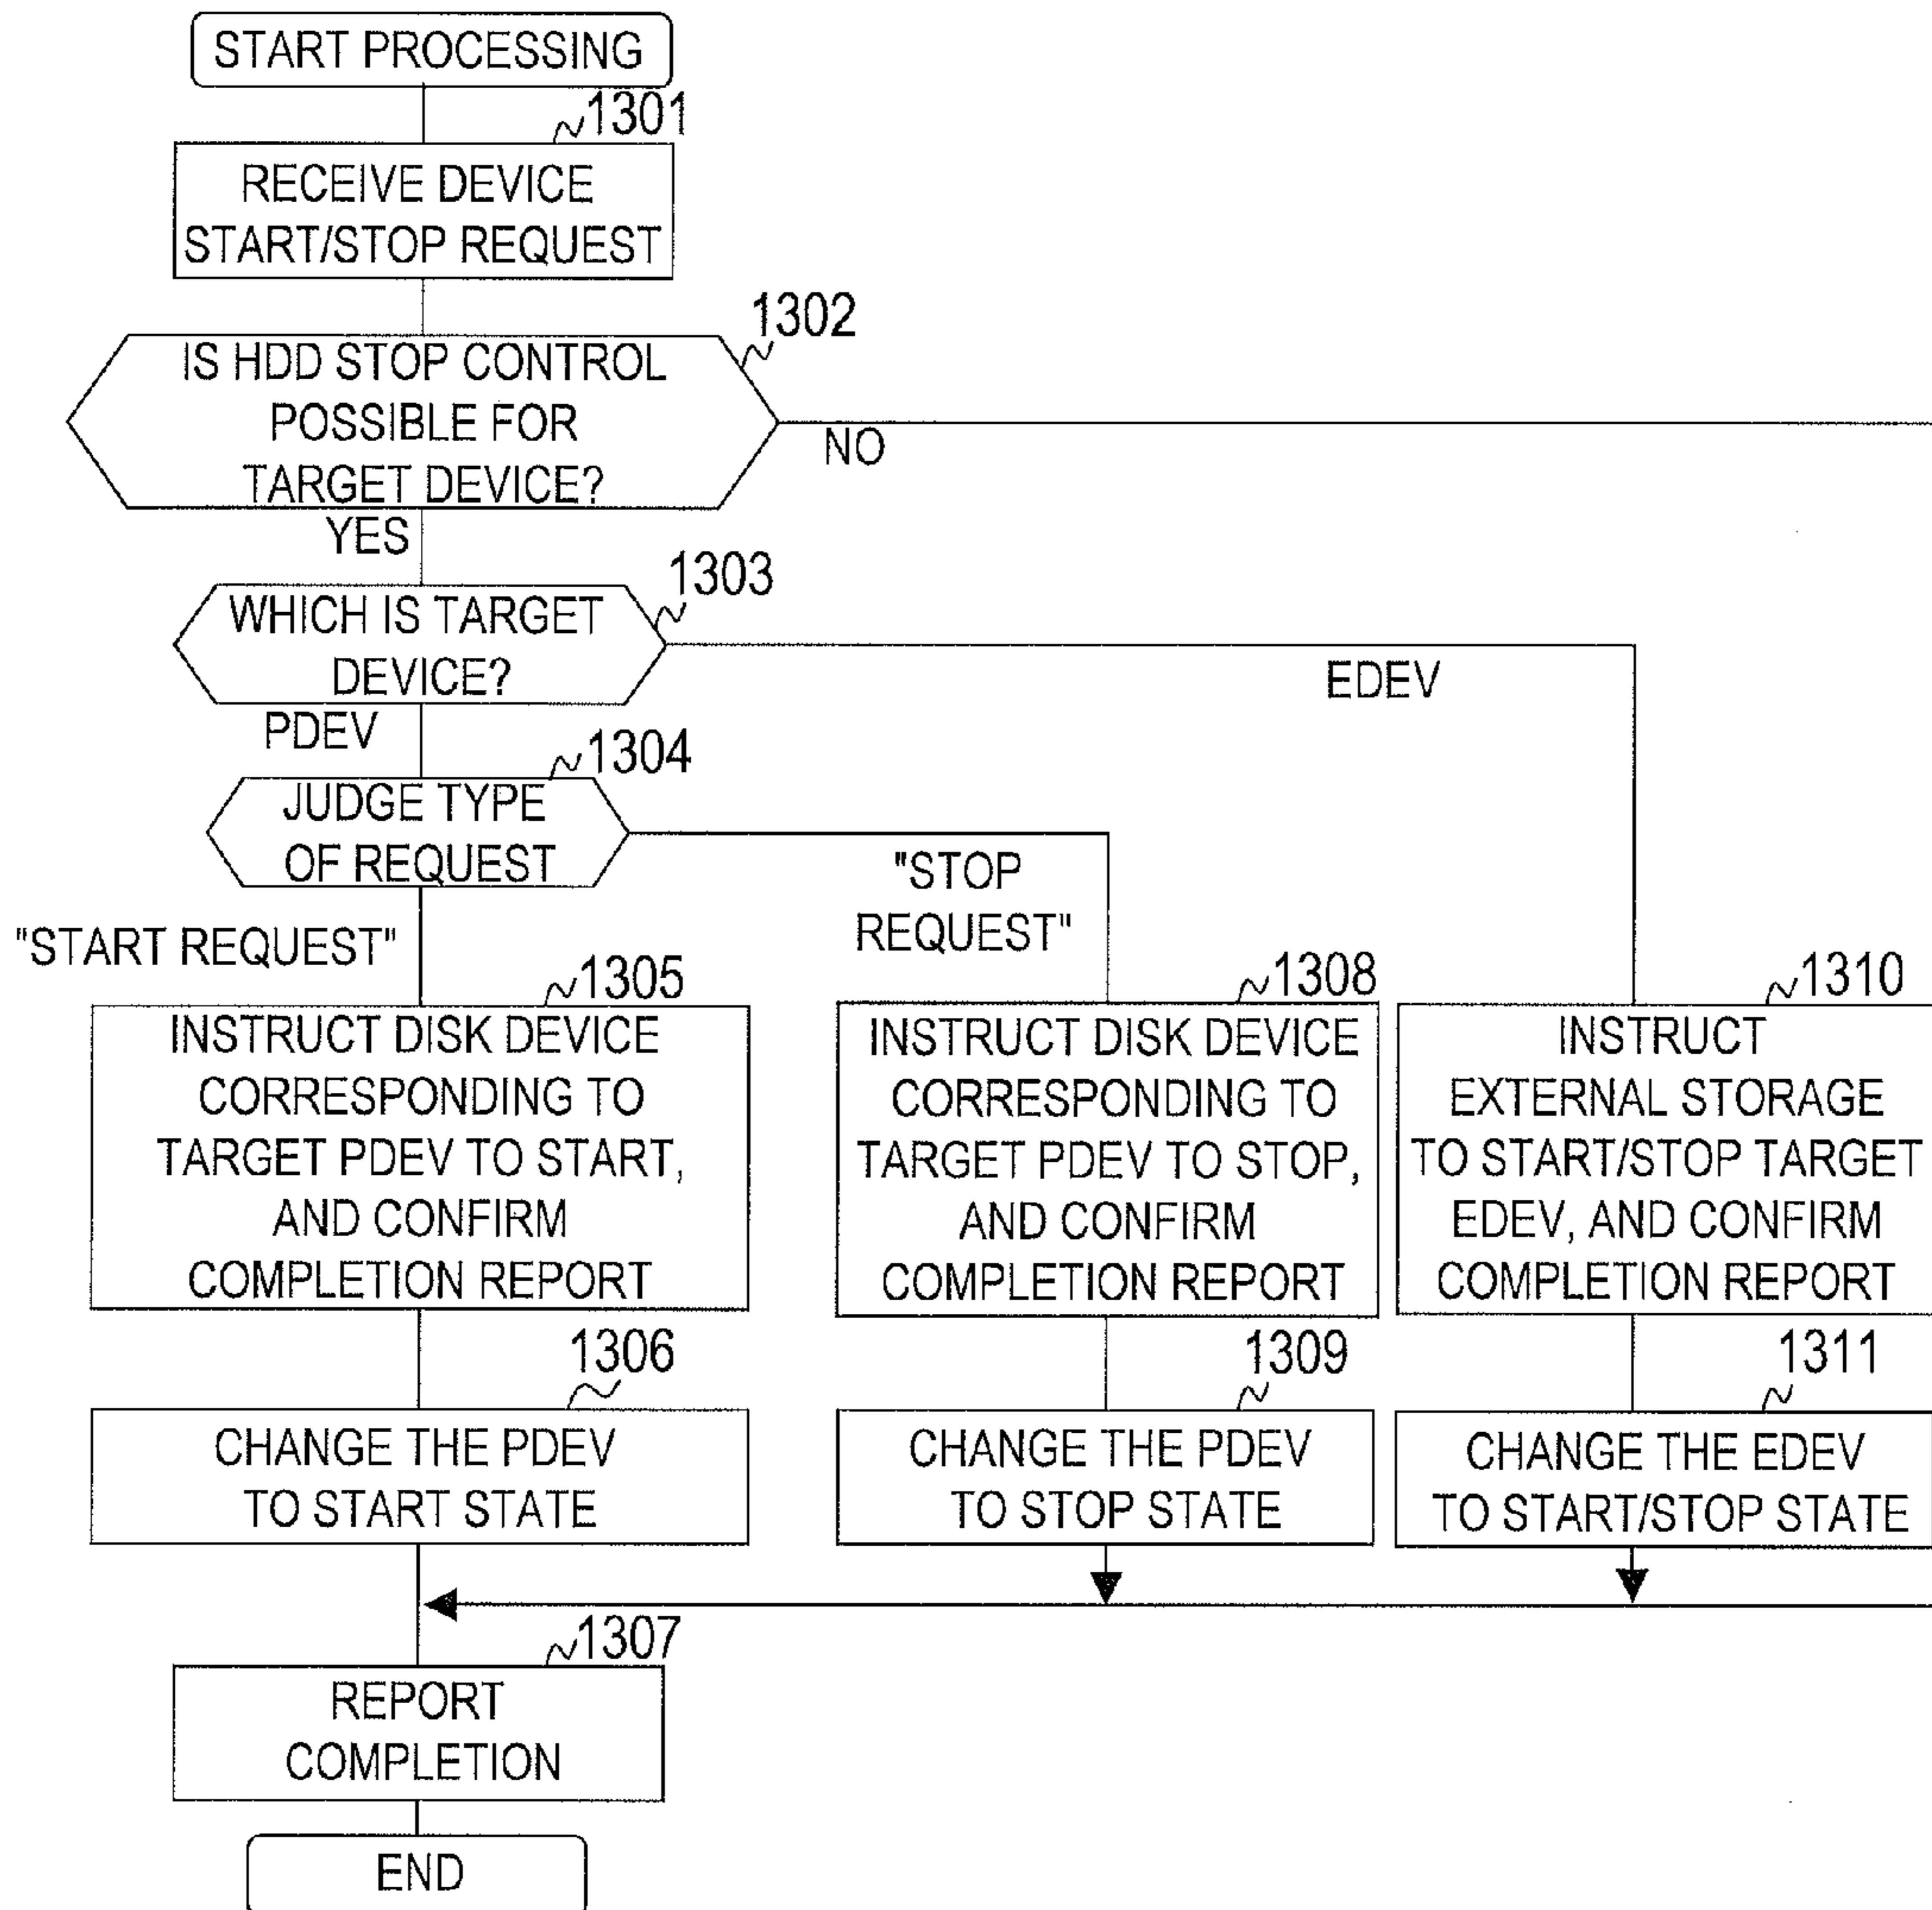 START PROCESSING
1301
RECEIVE DEVICE
START/STOP REQUEST
1302
IS HDD STOP CONTROL
POSSIBLE FOR
TARGET DEVICE?
NO
YES
1303
WHICH IS TARGET
DEVICE?
EDEV
PDEV
1304
JUDGE TYPE
OF REQUEST
"STOP
REQUEST"
"START REQUEST"
1305
INSTRUCT DISK DEVICE
CORRESPONDING TO
TARGET PDEV TO START,
AND CONFIRM
COMPLETION REPORT
1308
INSTRUCT DISK DEVICE
CORRESPONDING TO
TARGET PDEV TO STOP,
AND CONFIRM
COMPLETION REPORT
1310
INSTRUCT
EXTERNAL STORAGE
TO START/STOP TARGET
EDEV, AND CONFIRM
COMPLETION REPORT
1306
CHANGE THE PDEV
TO START STATE
1309
CHANGE THE PDEV
TO STOP STATE
1311
CHANGE THE EDEV
TO START/STOP STATE
1307
REPORT
COMPLETION
END